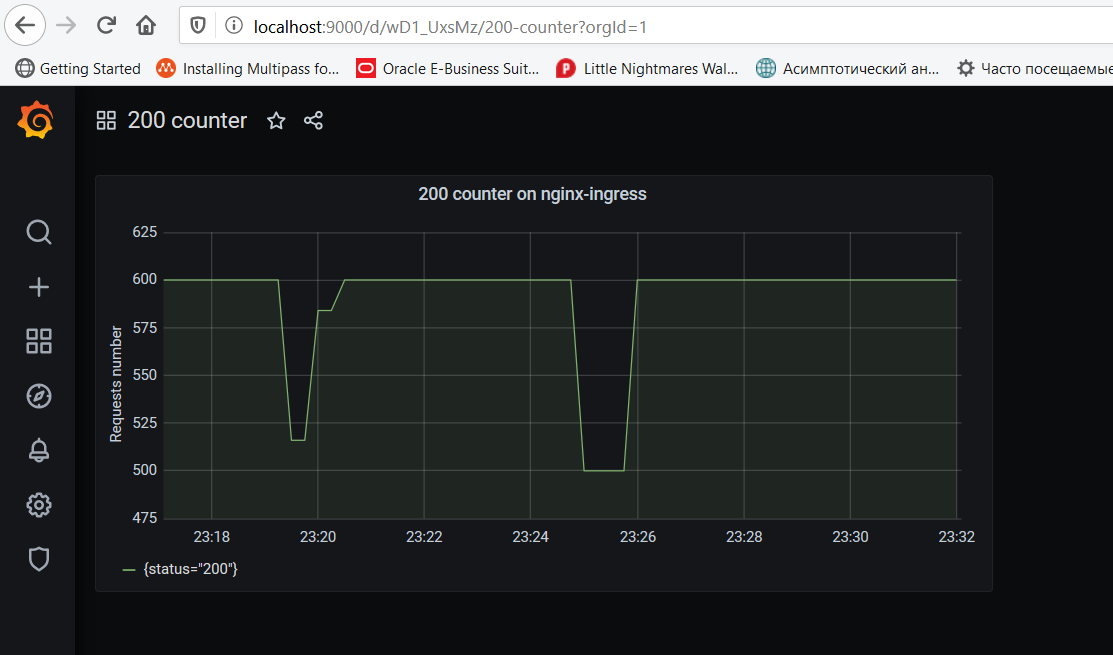 localhost:9000/d/wD1_UxsMz/200-counter?orgId=1
Getting Started Installing Multipass fo... Oracle E-Business Suit... Little Nightmares Wal... Асимптотический ан... Часто посещаемые
200 counter
200 counter on nginx-ingress
625
600
575
550
525
500
475
Requests number
23:18 23:20 23:22 23:24 23:26 23:28 23:30 23:32
{status="200"}